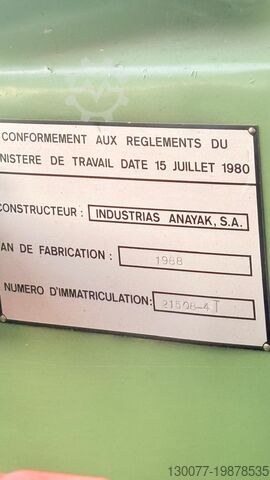 CONFORMEMENT AUX REGLEMENTS DU
NISTERE DE TRAVAIL DATE 15 JUILLET 1980
CONSTRUCTEUR : INDUSTRIAS ANAYAK, S.A.
AN DE FABRICATION : 1988
NUMERO D'IMMATRICULATION: 21508-4T
130077-19878535